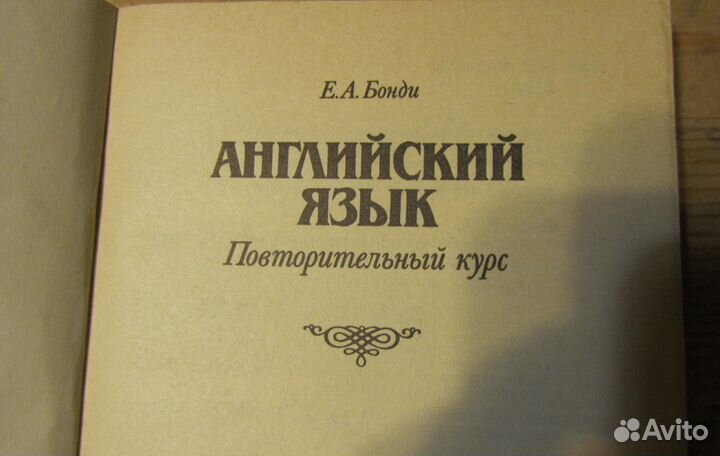 Е.А.Бонди
АНГЛИЙСКИЙ
ЯЗЫК
Повторительный курс
Avito